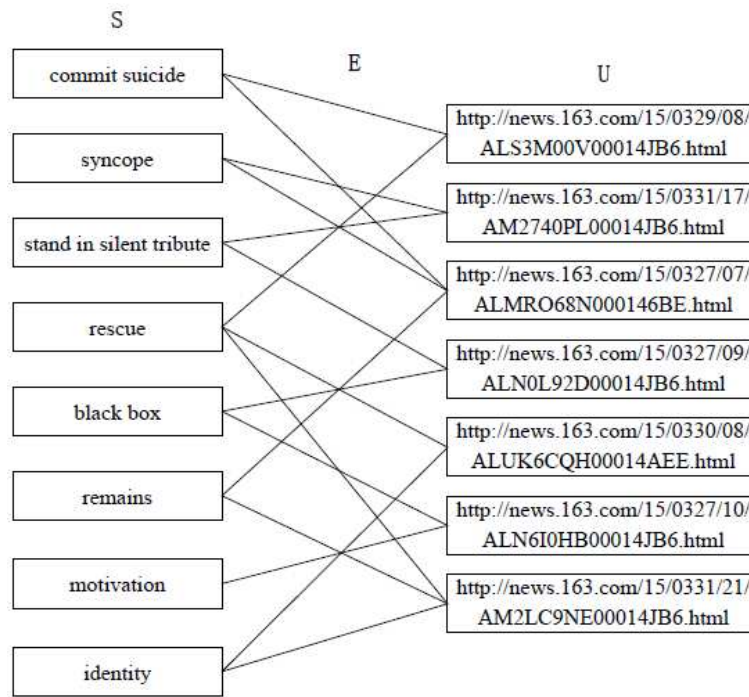 S
E
U
commit suicide
syncope
stand in silent tribute
rescue
black box
remains
motivation
identity
http://news.163.com/15/0329/08/
ALS3M00V00014JB6.html
http://news.163.com/15/0331/17/
AM2740PL00014JB6.html
http://news.163.com/15/0327/07/
ALMRO68N000146BE.html
http://news.163.com/15/0327/09/
ALN0L92D00014JB6.html
http://news.163.com/15/0330/08/
ALUK6CQH00014AEE.html
http://news.163.com/15/0327/10/
ALN6I0HB00014JB6.html
http://news.163.com/15/0331/21/
AM2LC9NE00014JB6.html